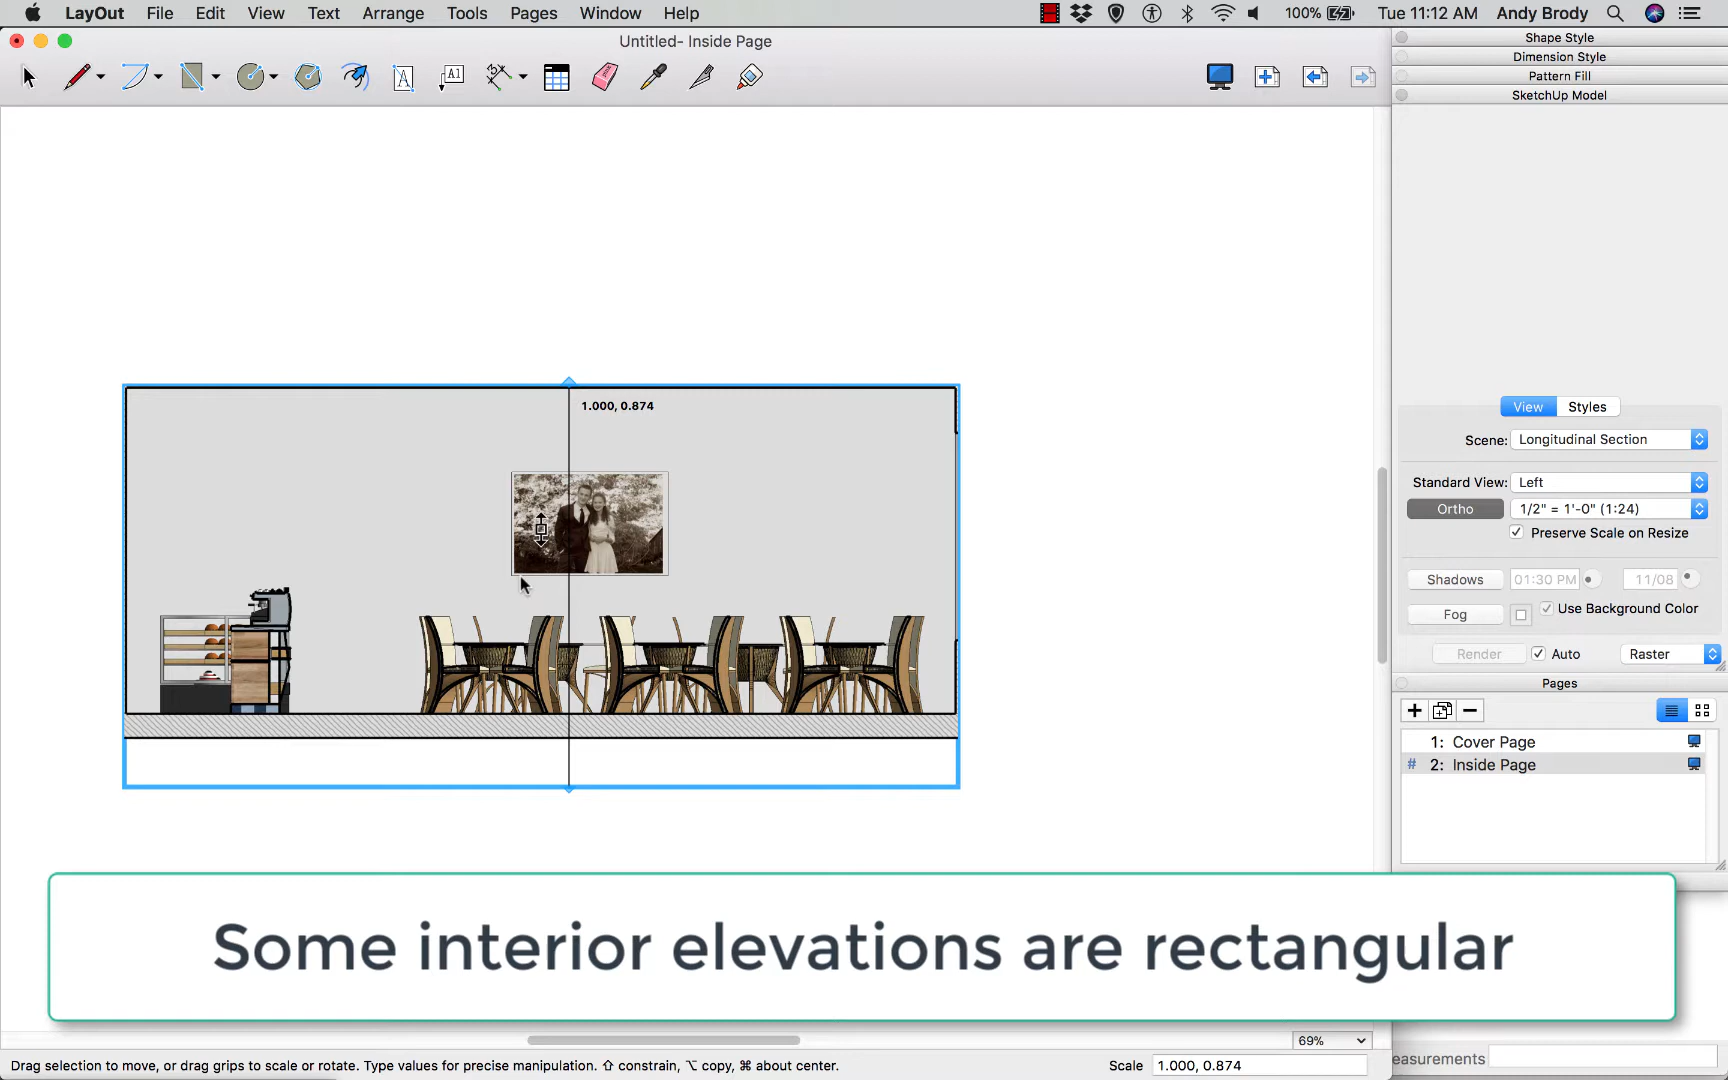 LayOut File Edit View Text Arrange Tools Pages Window Help 100% Tue 11:12 AM Andy Brody
Untitled- Inside Page
A
A1
Shape Style
Dimension Style
Pattern Fill
SketchUp Model
1.000, 0.874
View Styles
Scene: Longitudinal Section
Standard View: Left
Ortho 1/2" = 1'-0" (1:24)
Preserve Scale on Resize
Shadows 01:30 PM 11/08
Fog Use Background Color
Render Auto Raster
Pages
1: Cover Page
# 2: Inside Page
Some interior elevations are rectangular
69%
Drag selection to move, or drag grips to scale or rotate. Type values for precise manipulation. ⇧ constrain, ⌥ copy, ⌘ about center. Scale 1.000, 0.874
easurements